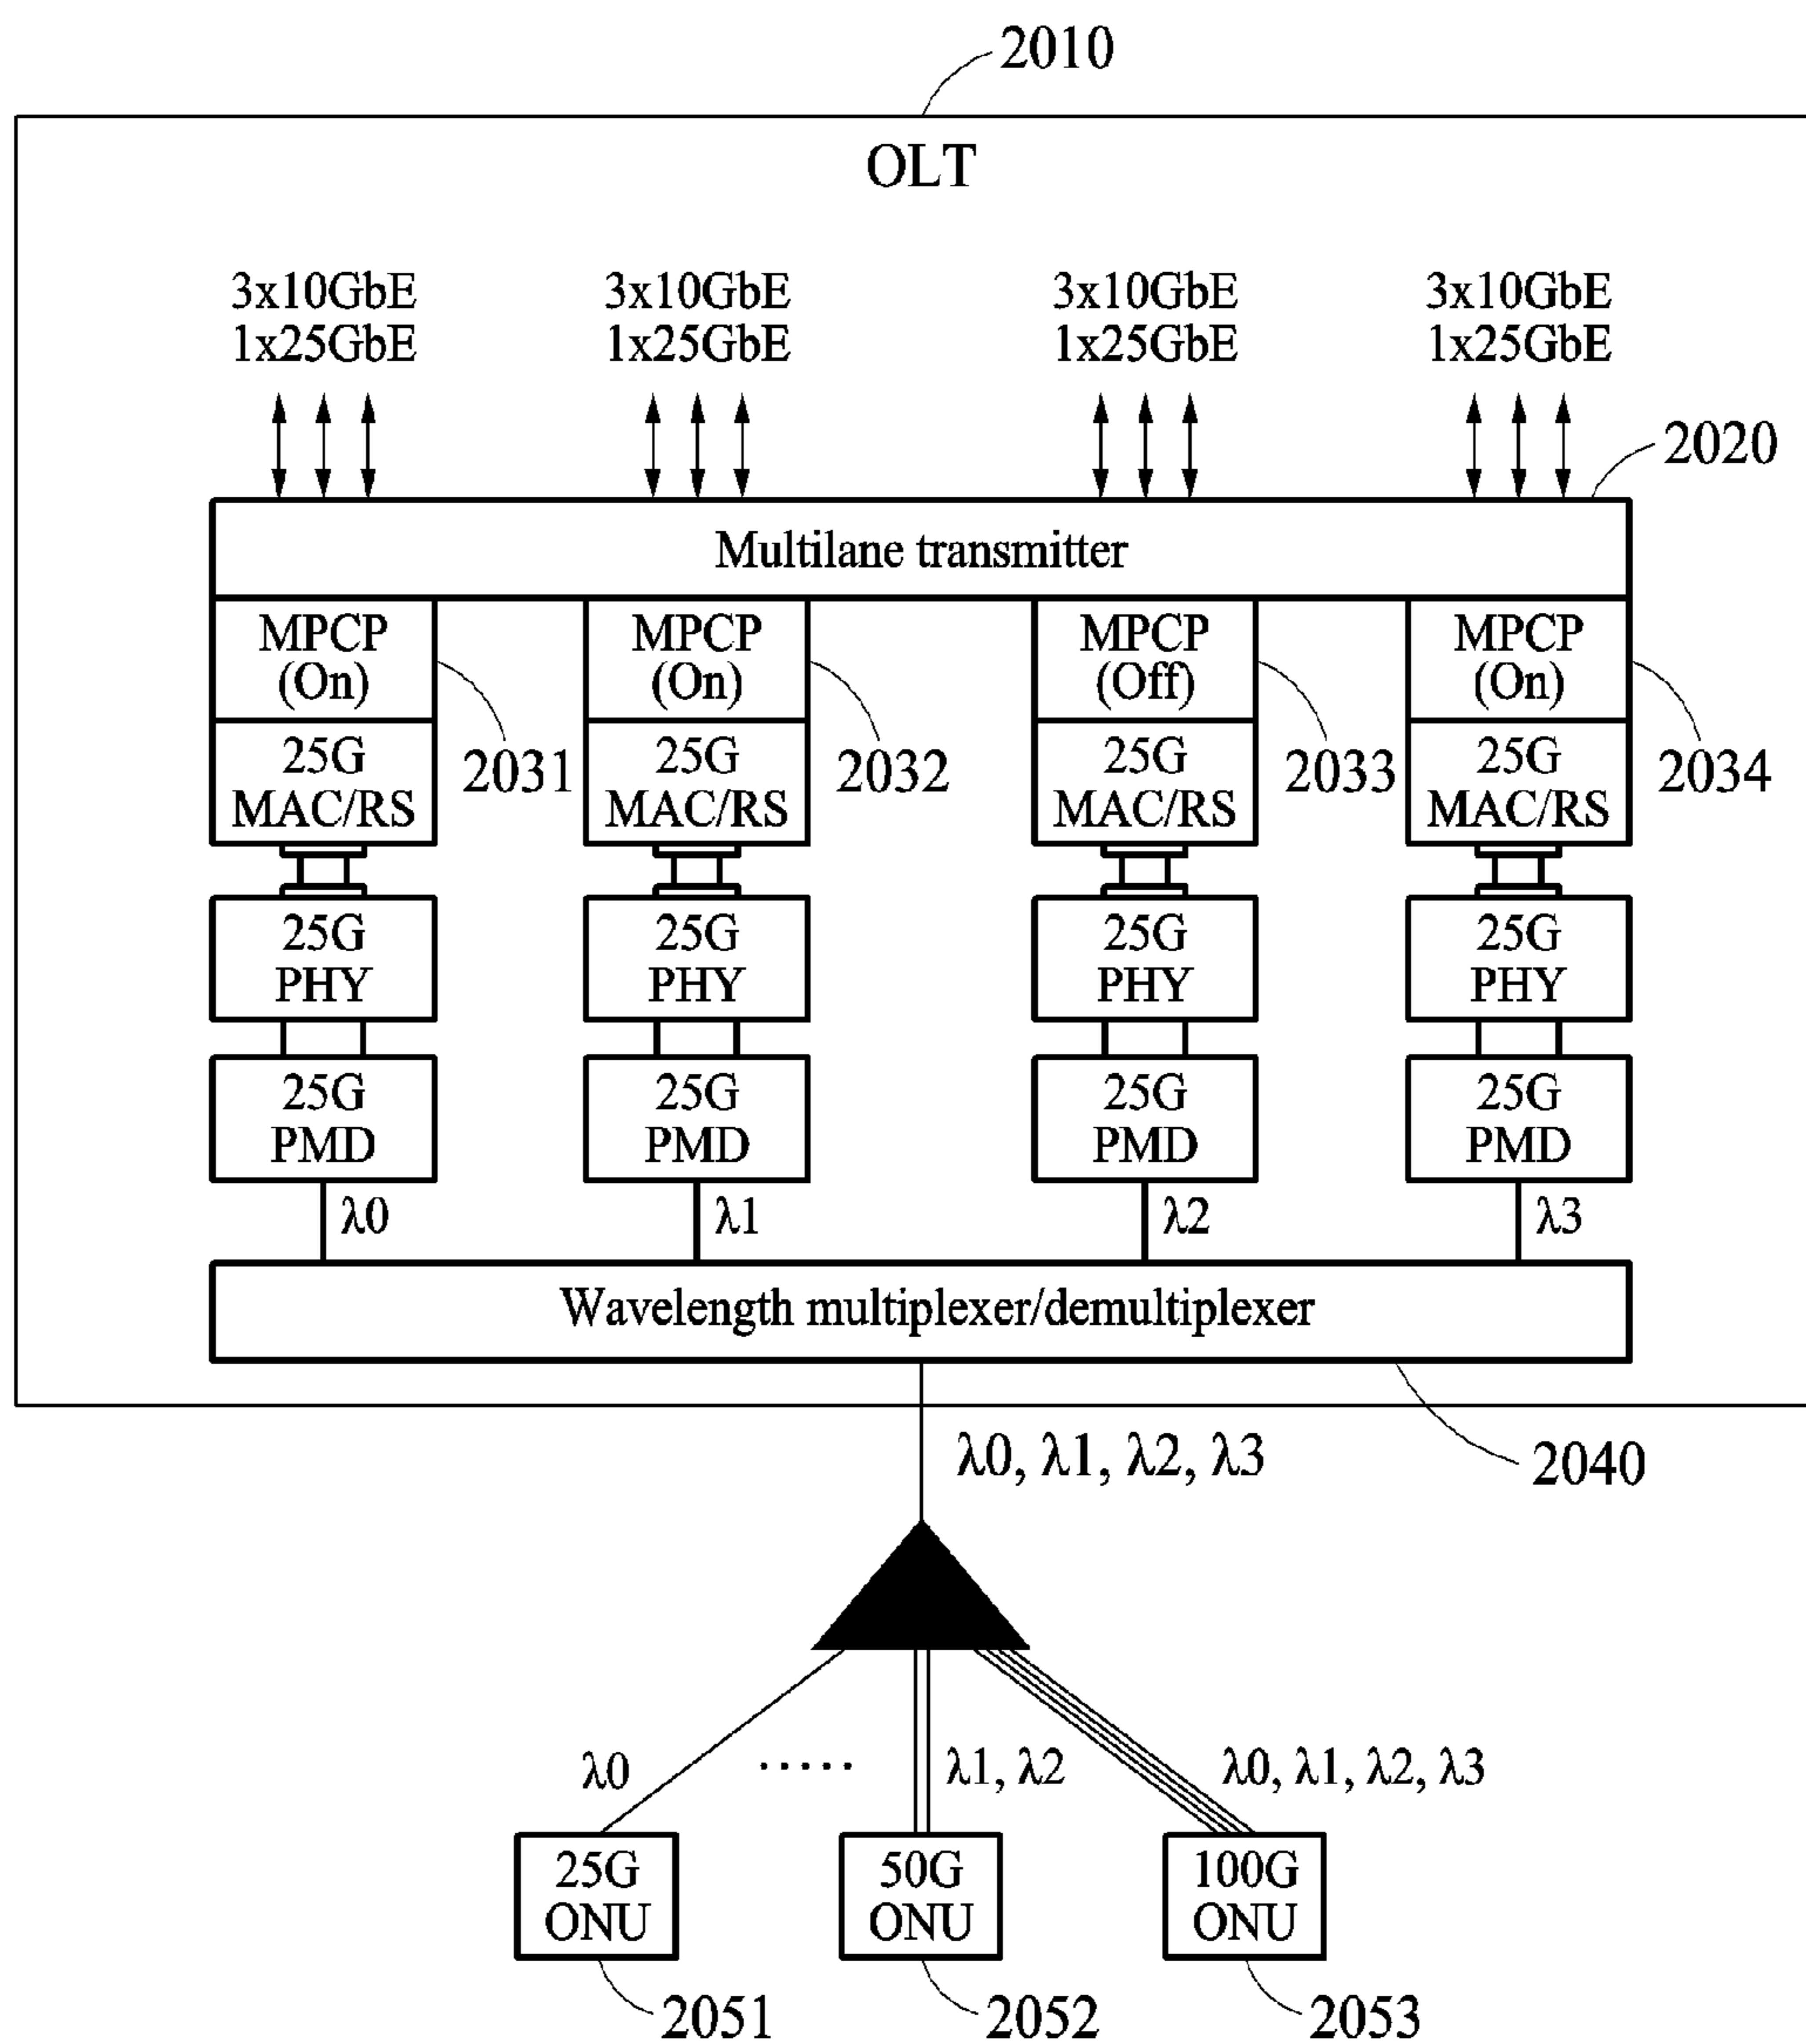 2010
OLT
3x10GbE 3x10GbE 3x10GbE 3x10GbE
1x25GbE 1x25GbE 1x25GbE 1x25GbE
2020
Multilane transmitter
MPCP MPCP MPCP MPCP
(On) (On) (Off) (On)
25G 25G 25G 25G
2031 2032 2033 2034
MAC/RS MAC/RS MAC/RS MAC/RS
25G 25G 25G 25G
PHY PHY PHY PHY
25G 25G 25G 25G
PMD PMD PMD PMD
λ0 λ1 λ2 λ3
Wavelength multiplexer/demultiplexer
λ0, λ1, λ2, λ3
2040
λ0 ..... λ1, λ2 λ0, λ1, λ2, λ3
25G 50G 100G
ONU ONU ONU
2051 2052 2053